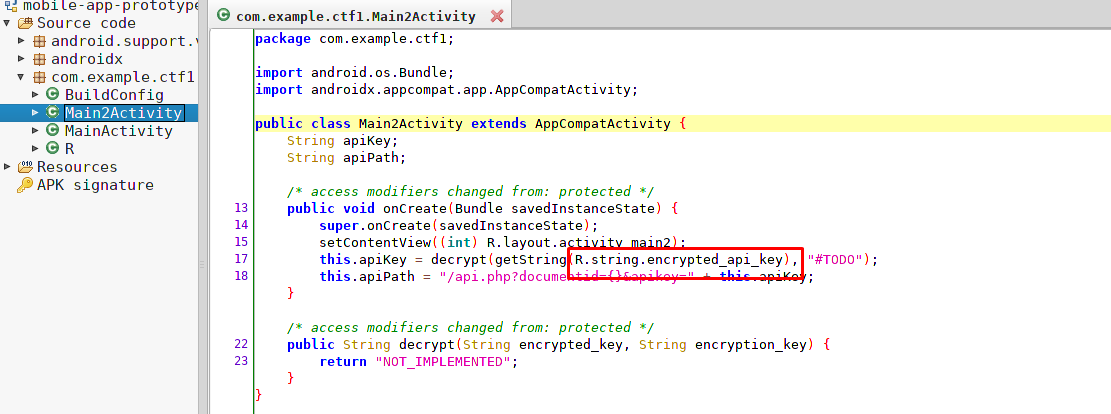 mobile-app-prototype
Source code
android.support.v
androidx
com.example.ctf1
BuildConfig
Main2Activity
MainActivity
R
Resources
APK signature
com.example.ctf1.Main2Activity
package com.example.ctf1;
import android.os.Bundle;
import androidx.appcompat.app.AppCompatActivity;
public class Main2Activity extends AppCompatActivity {
String apiKey;
String apiPath;
/* access modifiers changed from: protected */
13 public void onCreate(Bundle savedInstanceState) {
14 super.onCreate(savedInstanceState);
15 setContentView((int) R.layout.activity_main2);
17 this.apiKey = decrypt(getString(R.string.encrypted_api_key), "#TODO");
18 this.apiPath = "/api.php?documentid={}&apikey=" + this.apiKey;
}
/* access modifiers changed from: protected */
22 public String decrypt(String encrypted_key, String encryption_key) {
23 return "NOT_IMPLEMENTED";
}
}